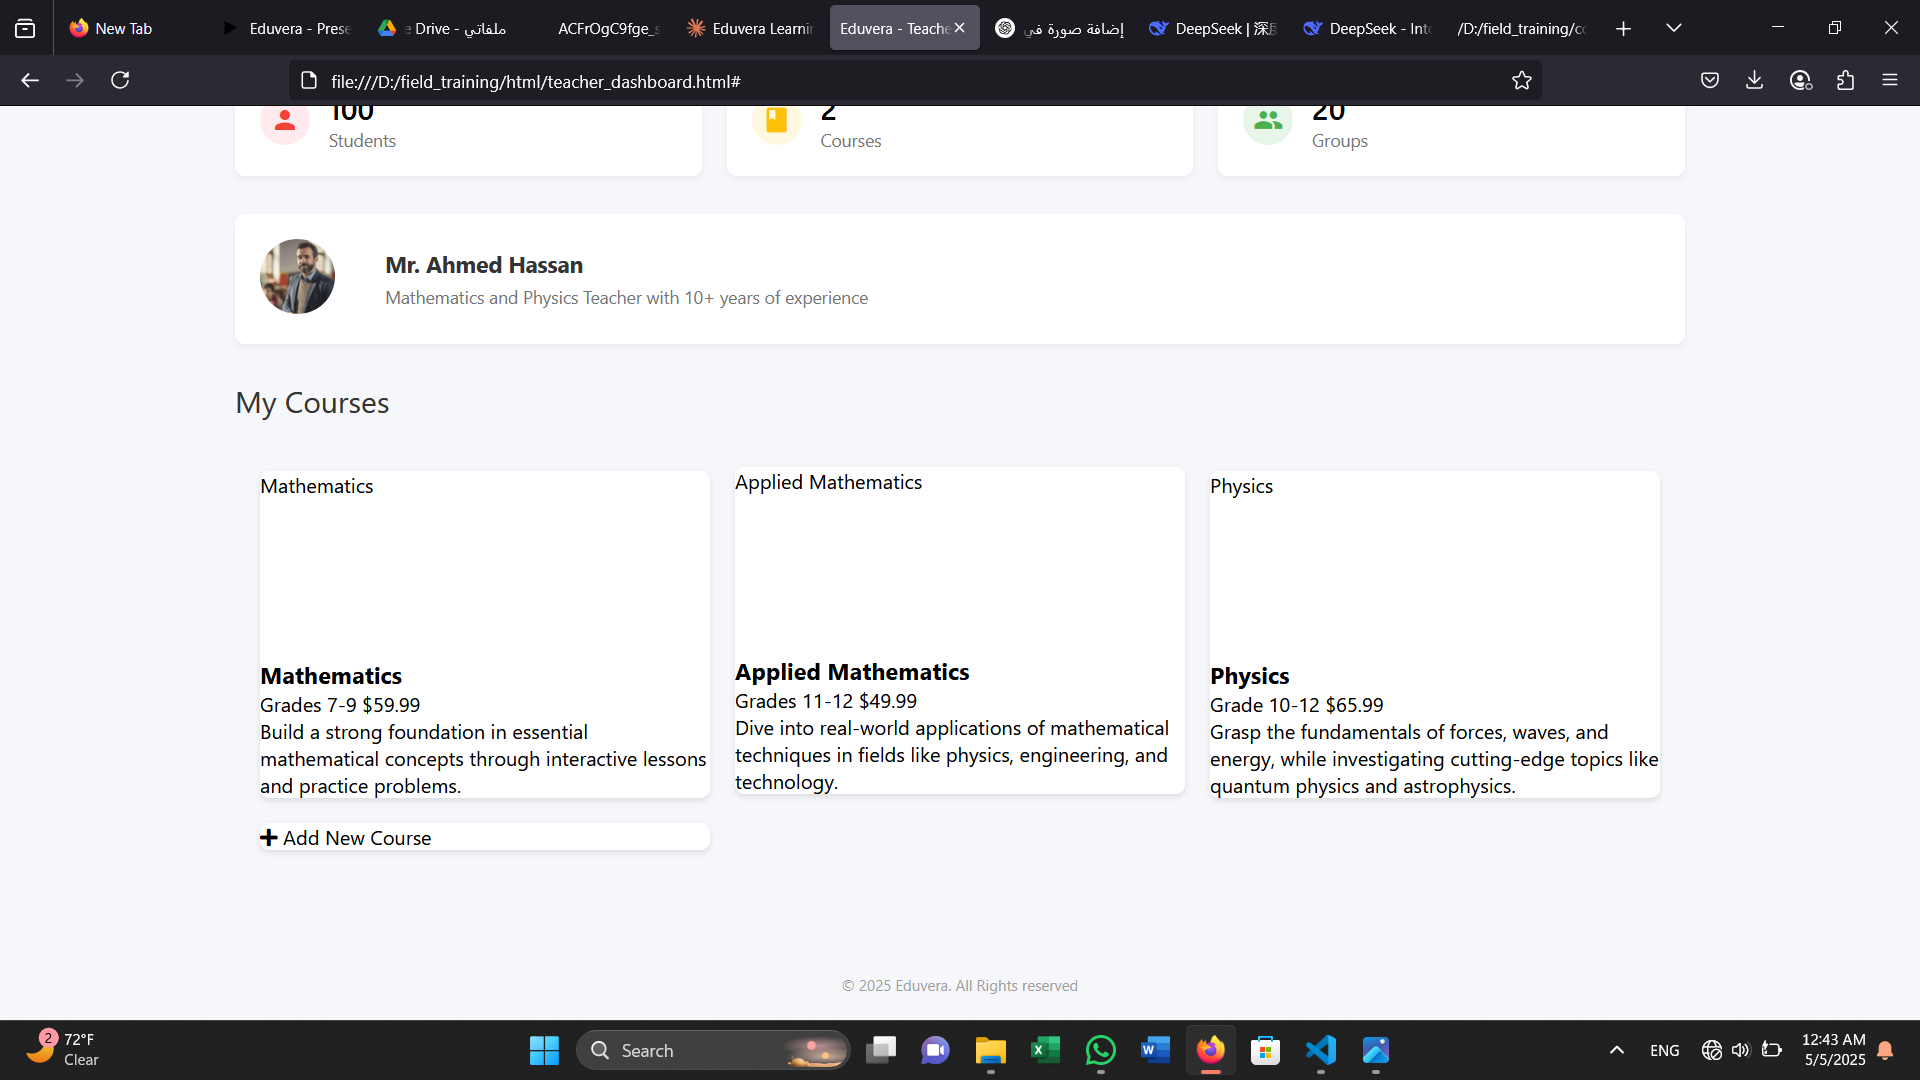 New Tab
Eduvera - Prese
e Drive - ملفاتي
ACFrOgC9fge_s
Eduvera Learnin
Eduvera - Teache
إضافة صورة في
DeepSeek | 深
DeepSeek - Into
/D:/field_training/co
file:///D:/field_training/html/teacher_dashboard.html#
100
Students
2
Courses
20
Groups
Mr. Ahmed Hassan
Mathematics and Physics Teacher with 10+ years of experience
My Courses
Mathematics
Mathematics
Grades 7-9 $59.99
Build a strong foundation in essential
mathematical concepts through interactive lessons
and practice problems.
Applied Mathematics
Applied Mathematics
Grades 11-12 $49.99
Dive into real-world applications of mathematical
techniques in fields like physics, engineering, and
technology.
Physics
Physics
Grade 10-12 $65.99
Grasp the fundamentals of forces, waves, and
energy, while investigating cutting-edge topics like
quantum physics and astrophysics.
Add New Course
© 2025 Eduvera. All Rights reserved
2
72°F
Clear
Search
ENG
12:43 AM
5/5/2025